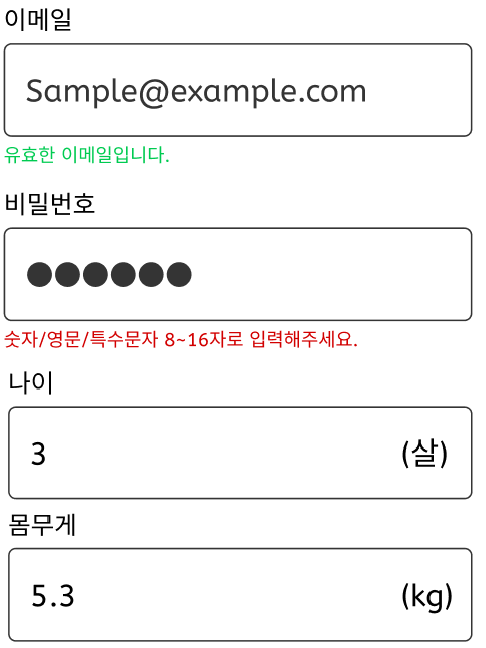 이메일
Sample@example.com
유효한 이메일입니다.
비밀번호
●●●●●●
숫자/영문/특수문자 8~16자로 입력해주세요.
나이
3 (살)
몸무게
5.3 (kg)